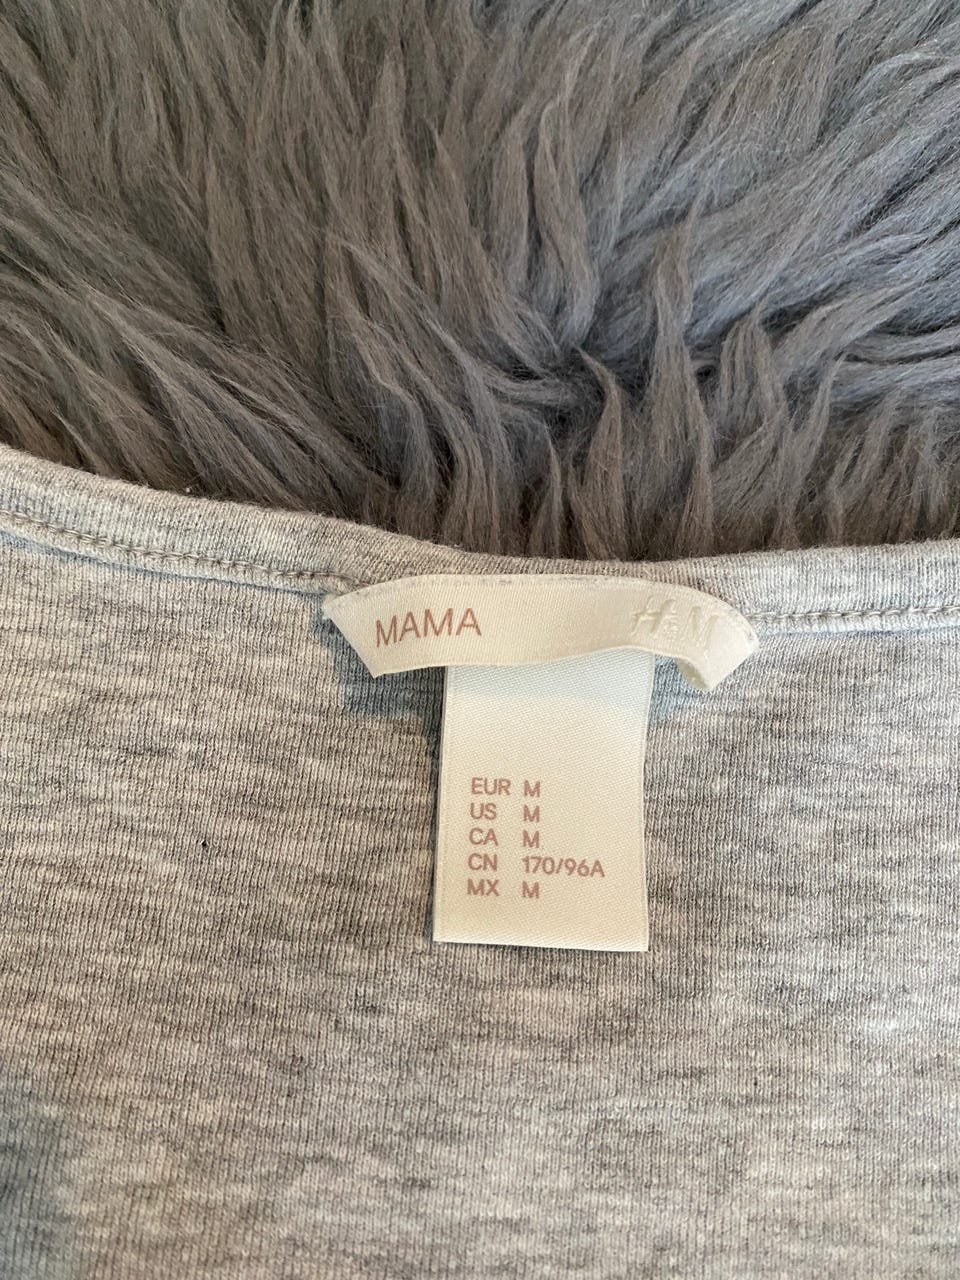 MAMA H&M
EUR M
US M
CA M
CN 170/96A
MX M